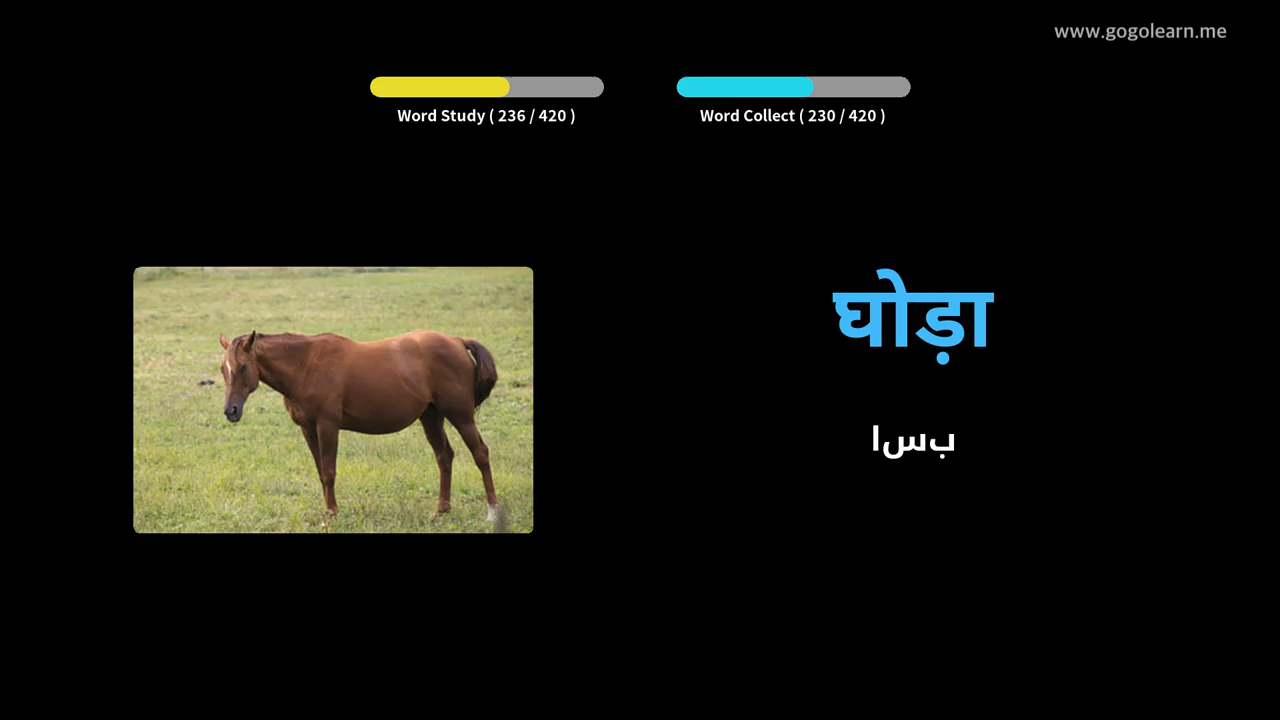 www.gogolearn.me
Word Study ( 236 / 420 )
Word Collect ( 230 / 420 )
घोड़ा
اسب